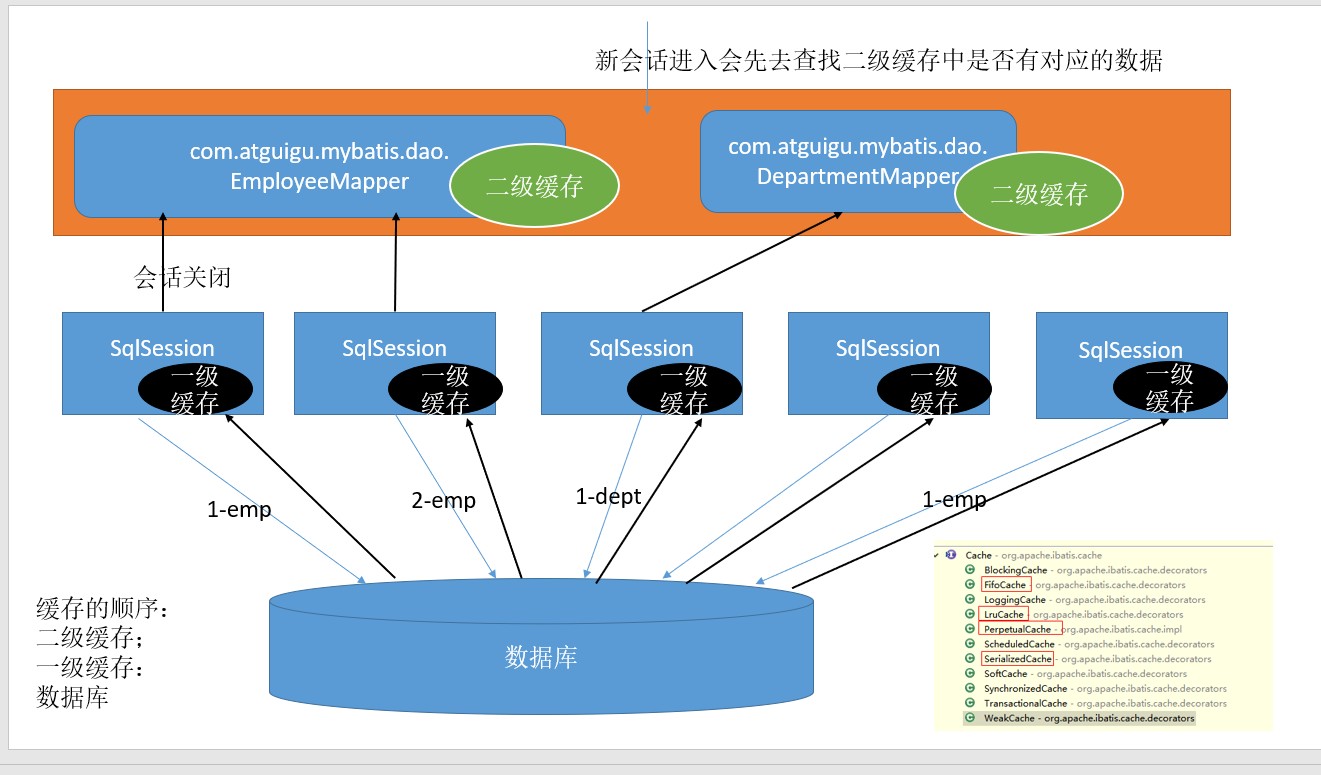 新会话进入会先去查找二级缓存中是否有对应的数据
com.atguigu.mybatis.dao.
EmployeeMapper
二级缓存
com.atguigu.mybatis.dao.
DepartmentMapper
二级缓存
会话关闭
SqlSession
一级
缓存
SqlSession
一级
缓存
SqlSession
一级
缓存
SqlSession
一级
缓存
SqlSession
一级
缓存
1-emp
2-emp
1-dept
1-emp
缓存的顺序:
二级缓存;
一级缓存:
数据库
数据库
Cache - org.apache.ibatis.cache
BlockingCache - org.apache.ibatis.cache.decorators
FifoCache - org.apache.ibatis.cache.decorators
LoggingCache - org.apache.ibatis.cache.decorators
LruCache - org.apache.ibatis.cache.decorators
PerpetualCache - org.apache.ibatis.cache.impl
ScheduledCache - org.apache.ibatis.cache.decorators
SerializedCache - org.apache.ibatis.cache.decorators
SoftCache - org.apache.ibatis.cache.decorators
SynchronizedCache - org.apache.ibatis.cache.decorators
TransactionalCache - org.apache.ibatis.cache.decorators
WeakCache - org.apache.ibatis.cache.decorators